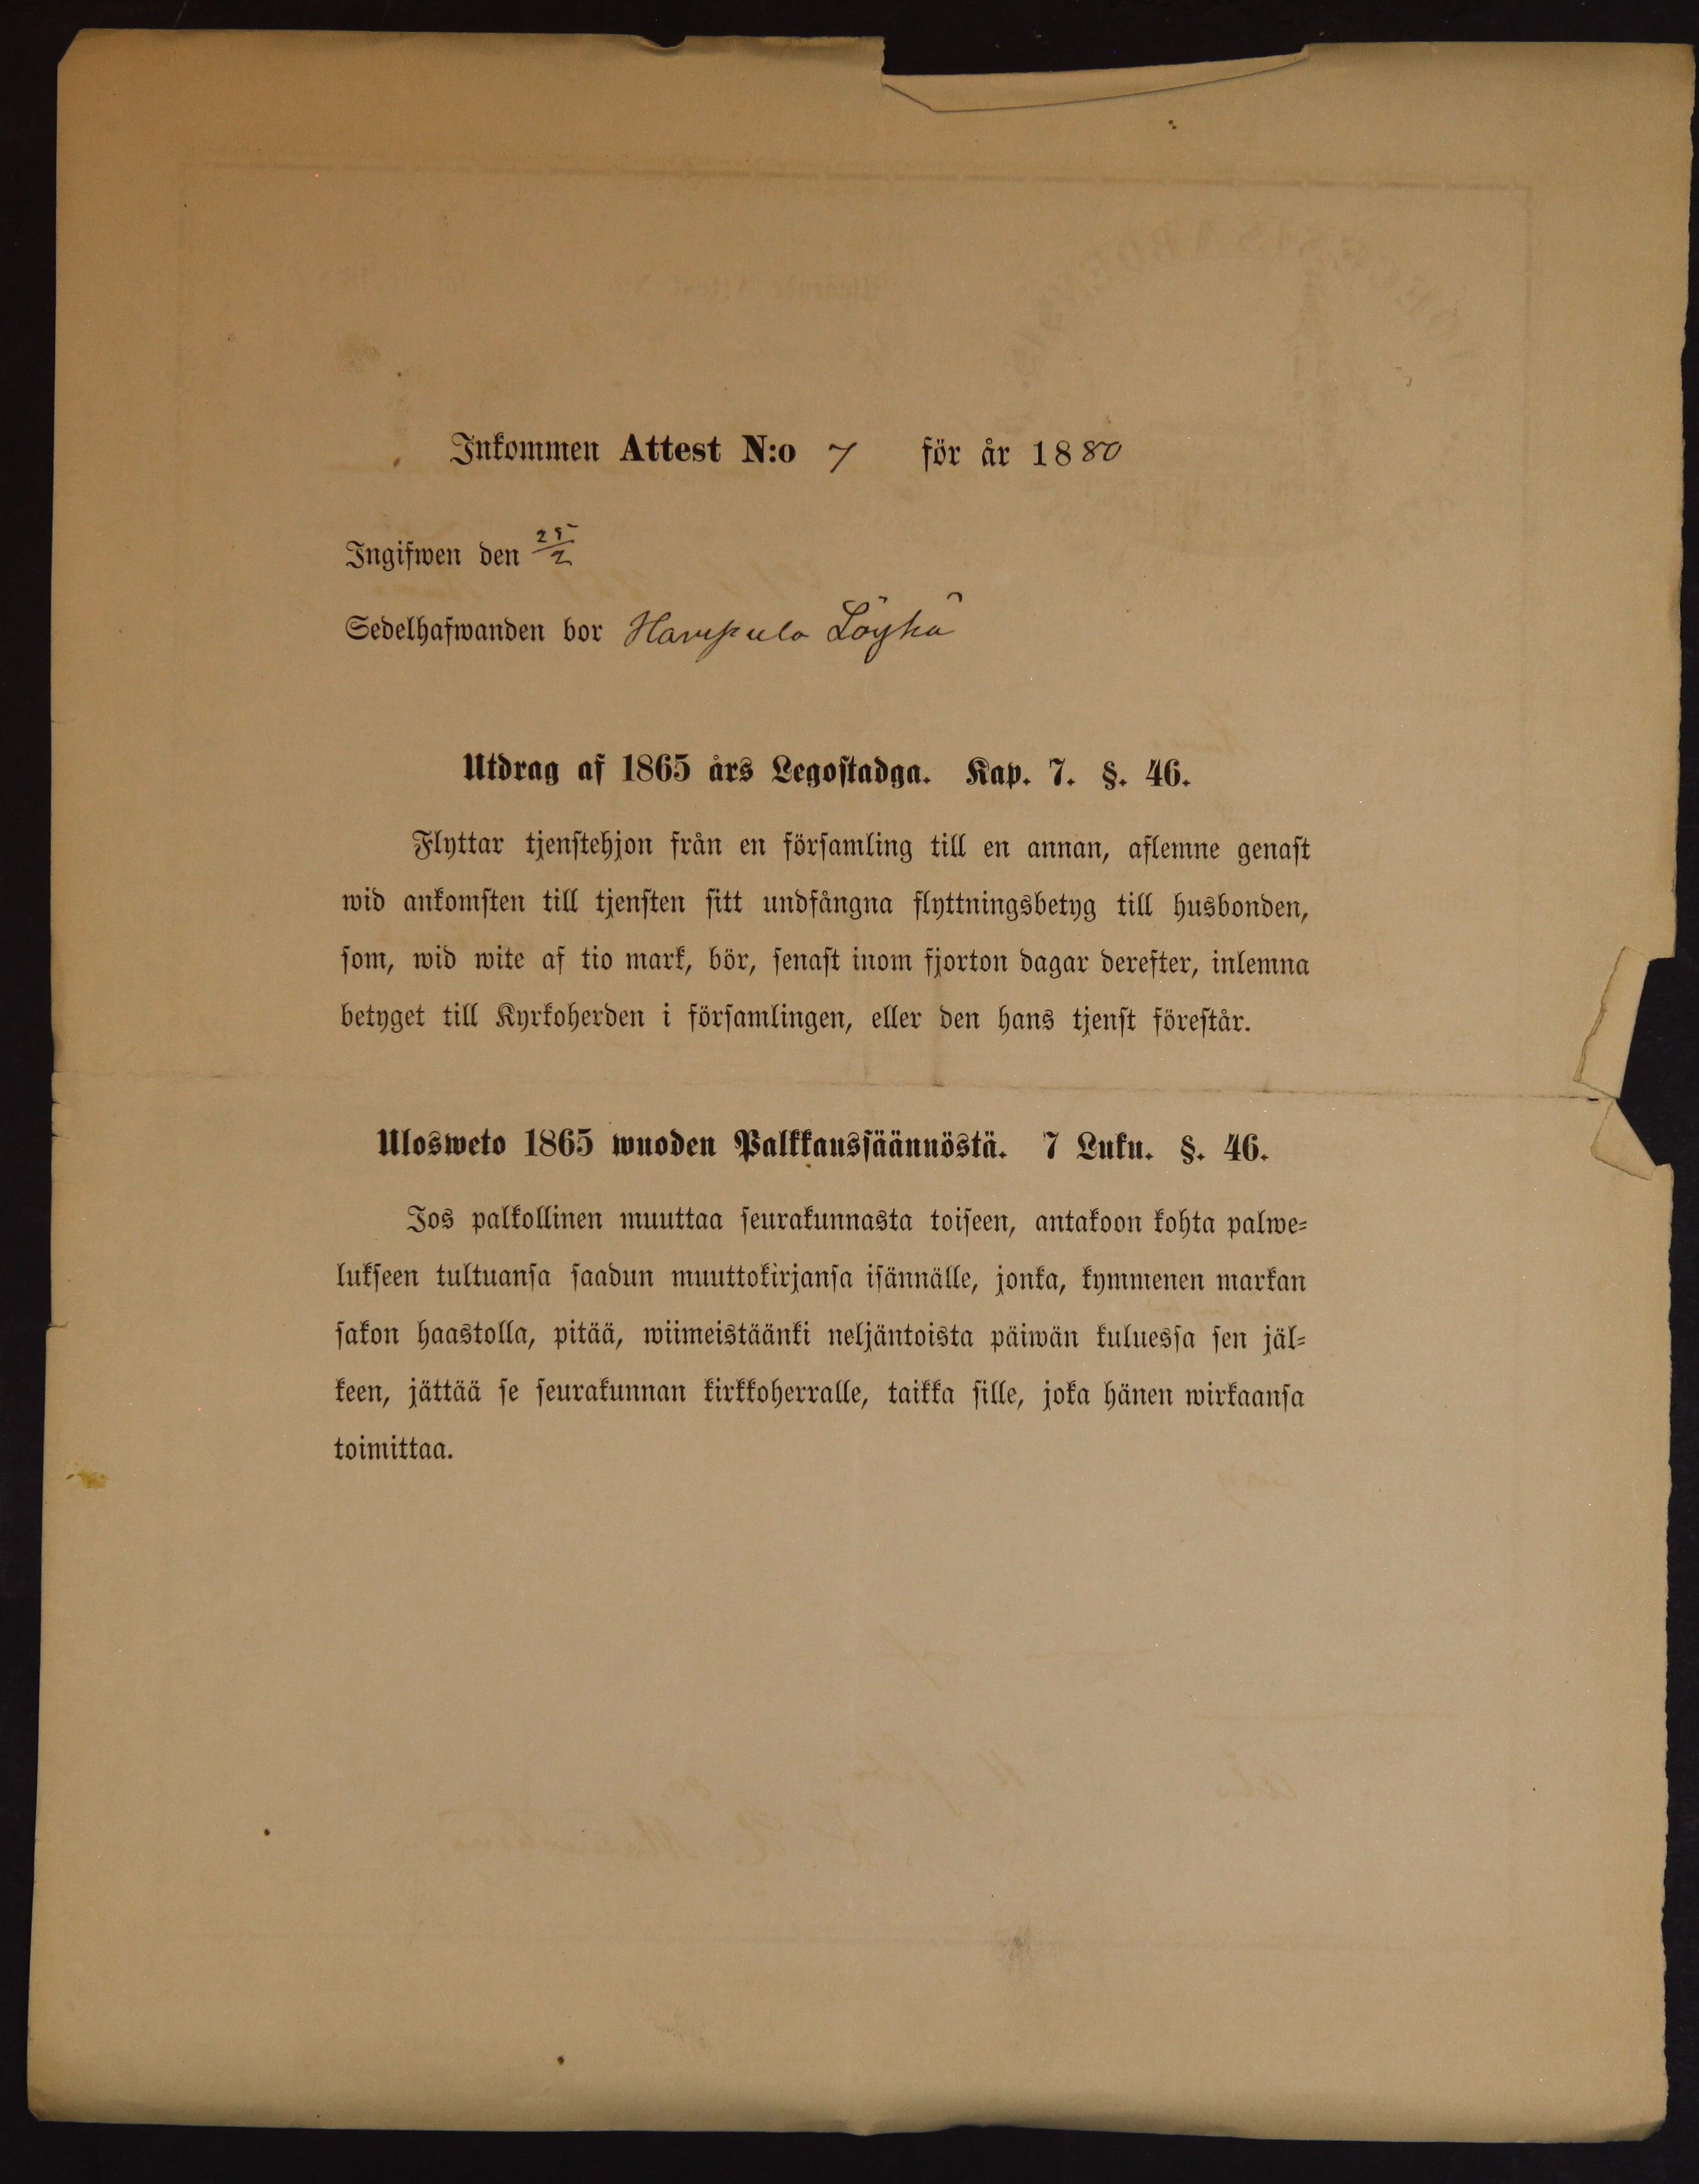 Inkommen Attest N:o 7 för år 1880
Ingifwen den 25/2
Sedelhafwanden bor Hampula Löyhä
Utdrag af 1865 års Legostadga. Kap. 7. §. 46.
Flyttar tjenstehjon från en församling till en annan, aflemne genast
wid ankomsten till tjensten sitt undfångna flyttningsbetyg till husbonden,
som, wid wite af tio mark, bör, senast inom fjorton dagar derefter, inlemna
betyget till Kyrkoherden i församlingen, eller den hans tjenst förestår.
Ulosweto 1865 wuoden Palkkaussäännöstä. 7 Luku. §. 46.
Jos palkollinen muuttaa seurakunnasta toiseen, antakoon kohta palwe-
lukseen tultuansa saadun muuttokirjansa isännälle, jonka, kymmenen markan
sakon haastolla, pitää, wiimeistäänki neljäntoista päiwän kuluessa sen jäl-
keen, jättää se seurakunnan kirkkoherralle, taikka sille, joka hänen wirkaansa
toimittaa.